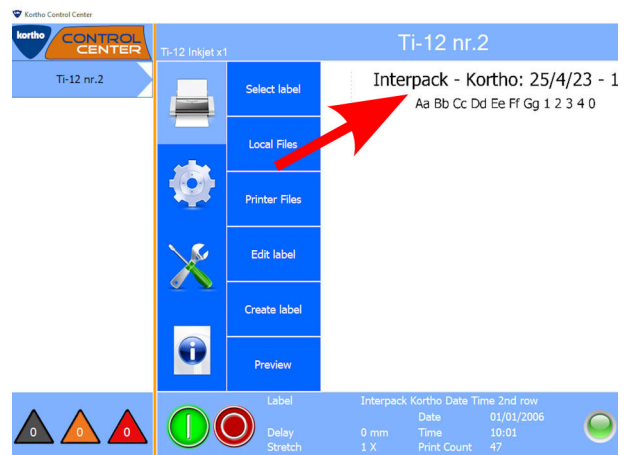 Kortho Control Center
kortho
CONTROL
CENTER
Ti-12 Inkjet x1
Ti-12 nr.2
Ti-12 nr.2
Select label
Local Files
Printer Files
Edit label
Create label
Preview
Interpack - Kortho: 25/4/23 - 1
Aa Bb Cc Dd Ee Ff Gg 1 2 3 4 0
0 0 0
Label Interpack Kortho Date Time 2nd row
Date 01/01/2006
Delay 0 mm Time 10:01
Stretch 1 X Print Count 47